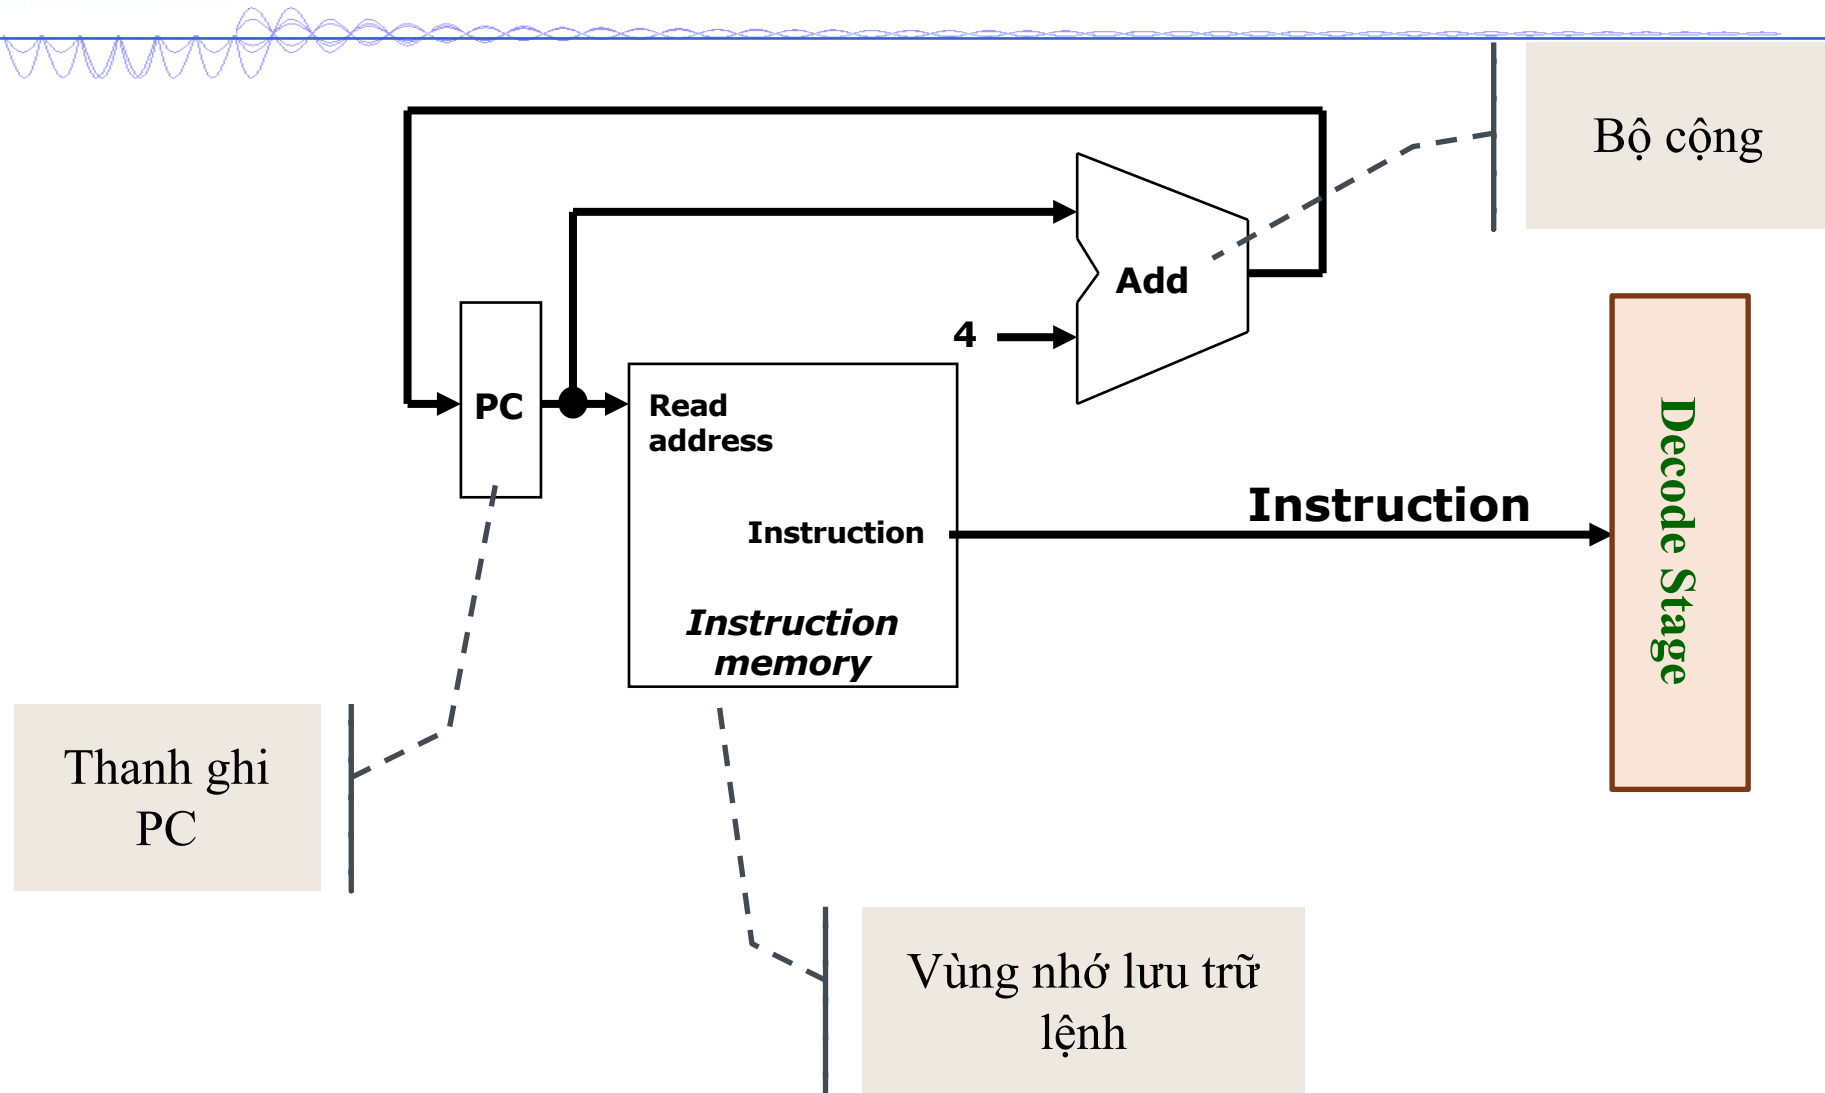 Bộ cộng
Add
4
PC
Read
address
Instruction
Instruction
memory
Instruction
Decode Stage
Thanh ghi
PC
Vùng nhớ lưu trữ
lệnh